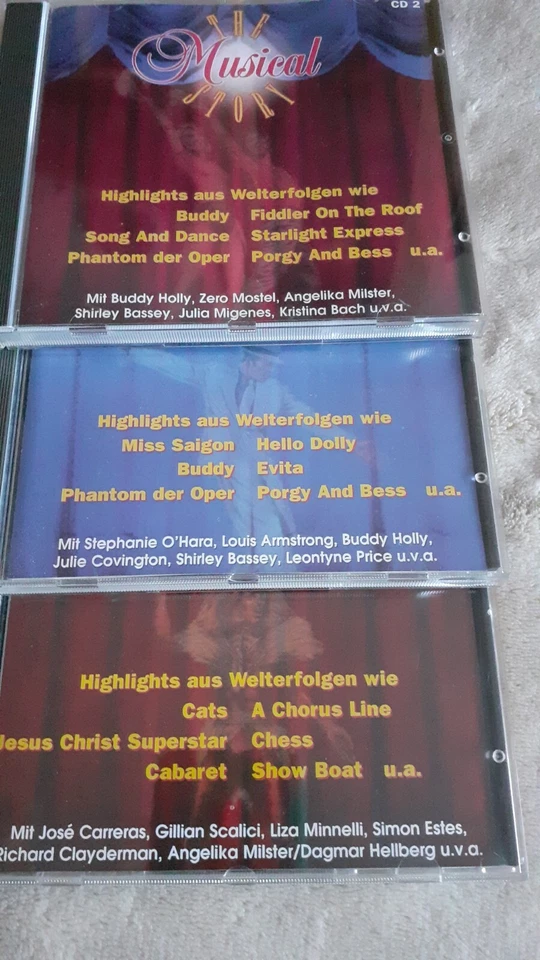 CD 2
THE
Musical
STORY
Highlights aus Welterfolgen wie
Buddy Fiddler On The Roof
Song And Dance Starlight Express
Phantom der Oper Porgy And Bess u.a.
Mit Buddy Holly, Zero Mostel, Angelika Milster,
Shirley Bassey, Julia Migenes, Kristina Bach u.v.a.
Highlights aus Welterfolgen wie
Miss Saigon Hello Dolly
Buddy Evita
Phantom der Oper Porgy And Bess u.a.
Mit Stephanie O'Hara, Louis Armstrong, Buddy Holly,
Julie Covington, Shirley Bassey, Leontyne Price u.v.a.
Highlights aus Welterfolgen wie
Cats A Chorus Line
Jesus Christ Superstar Chess
Cabaret Show Boat u.a.
Mit José Carreras, Gillian Scalici, Liza Minnelli, Simon Estes,
Richard Clayderman, Angelika Milster/Dagmar Hellberg u.v.a.